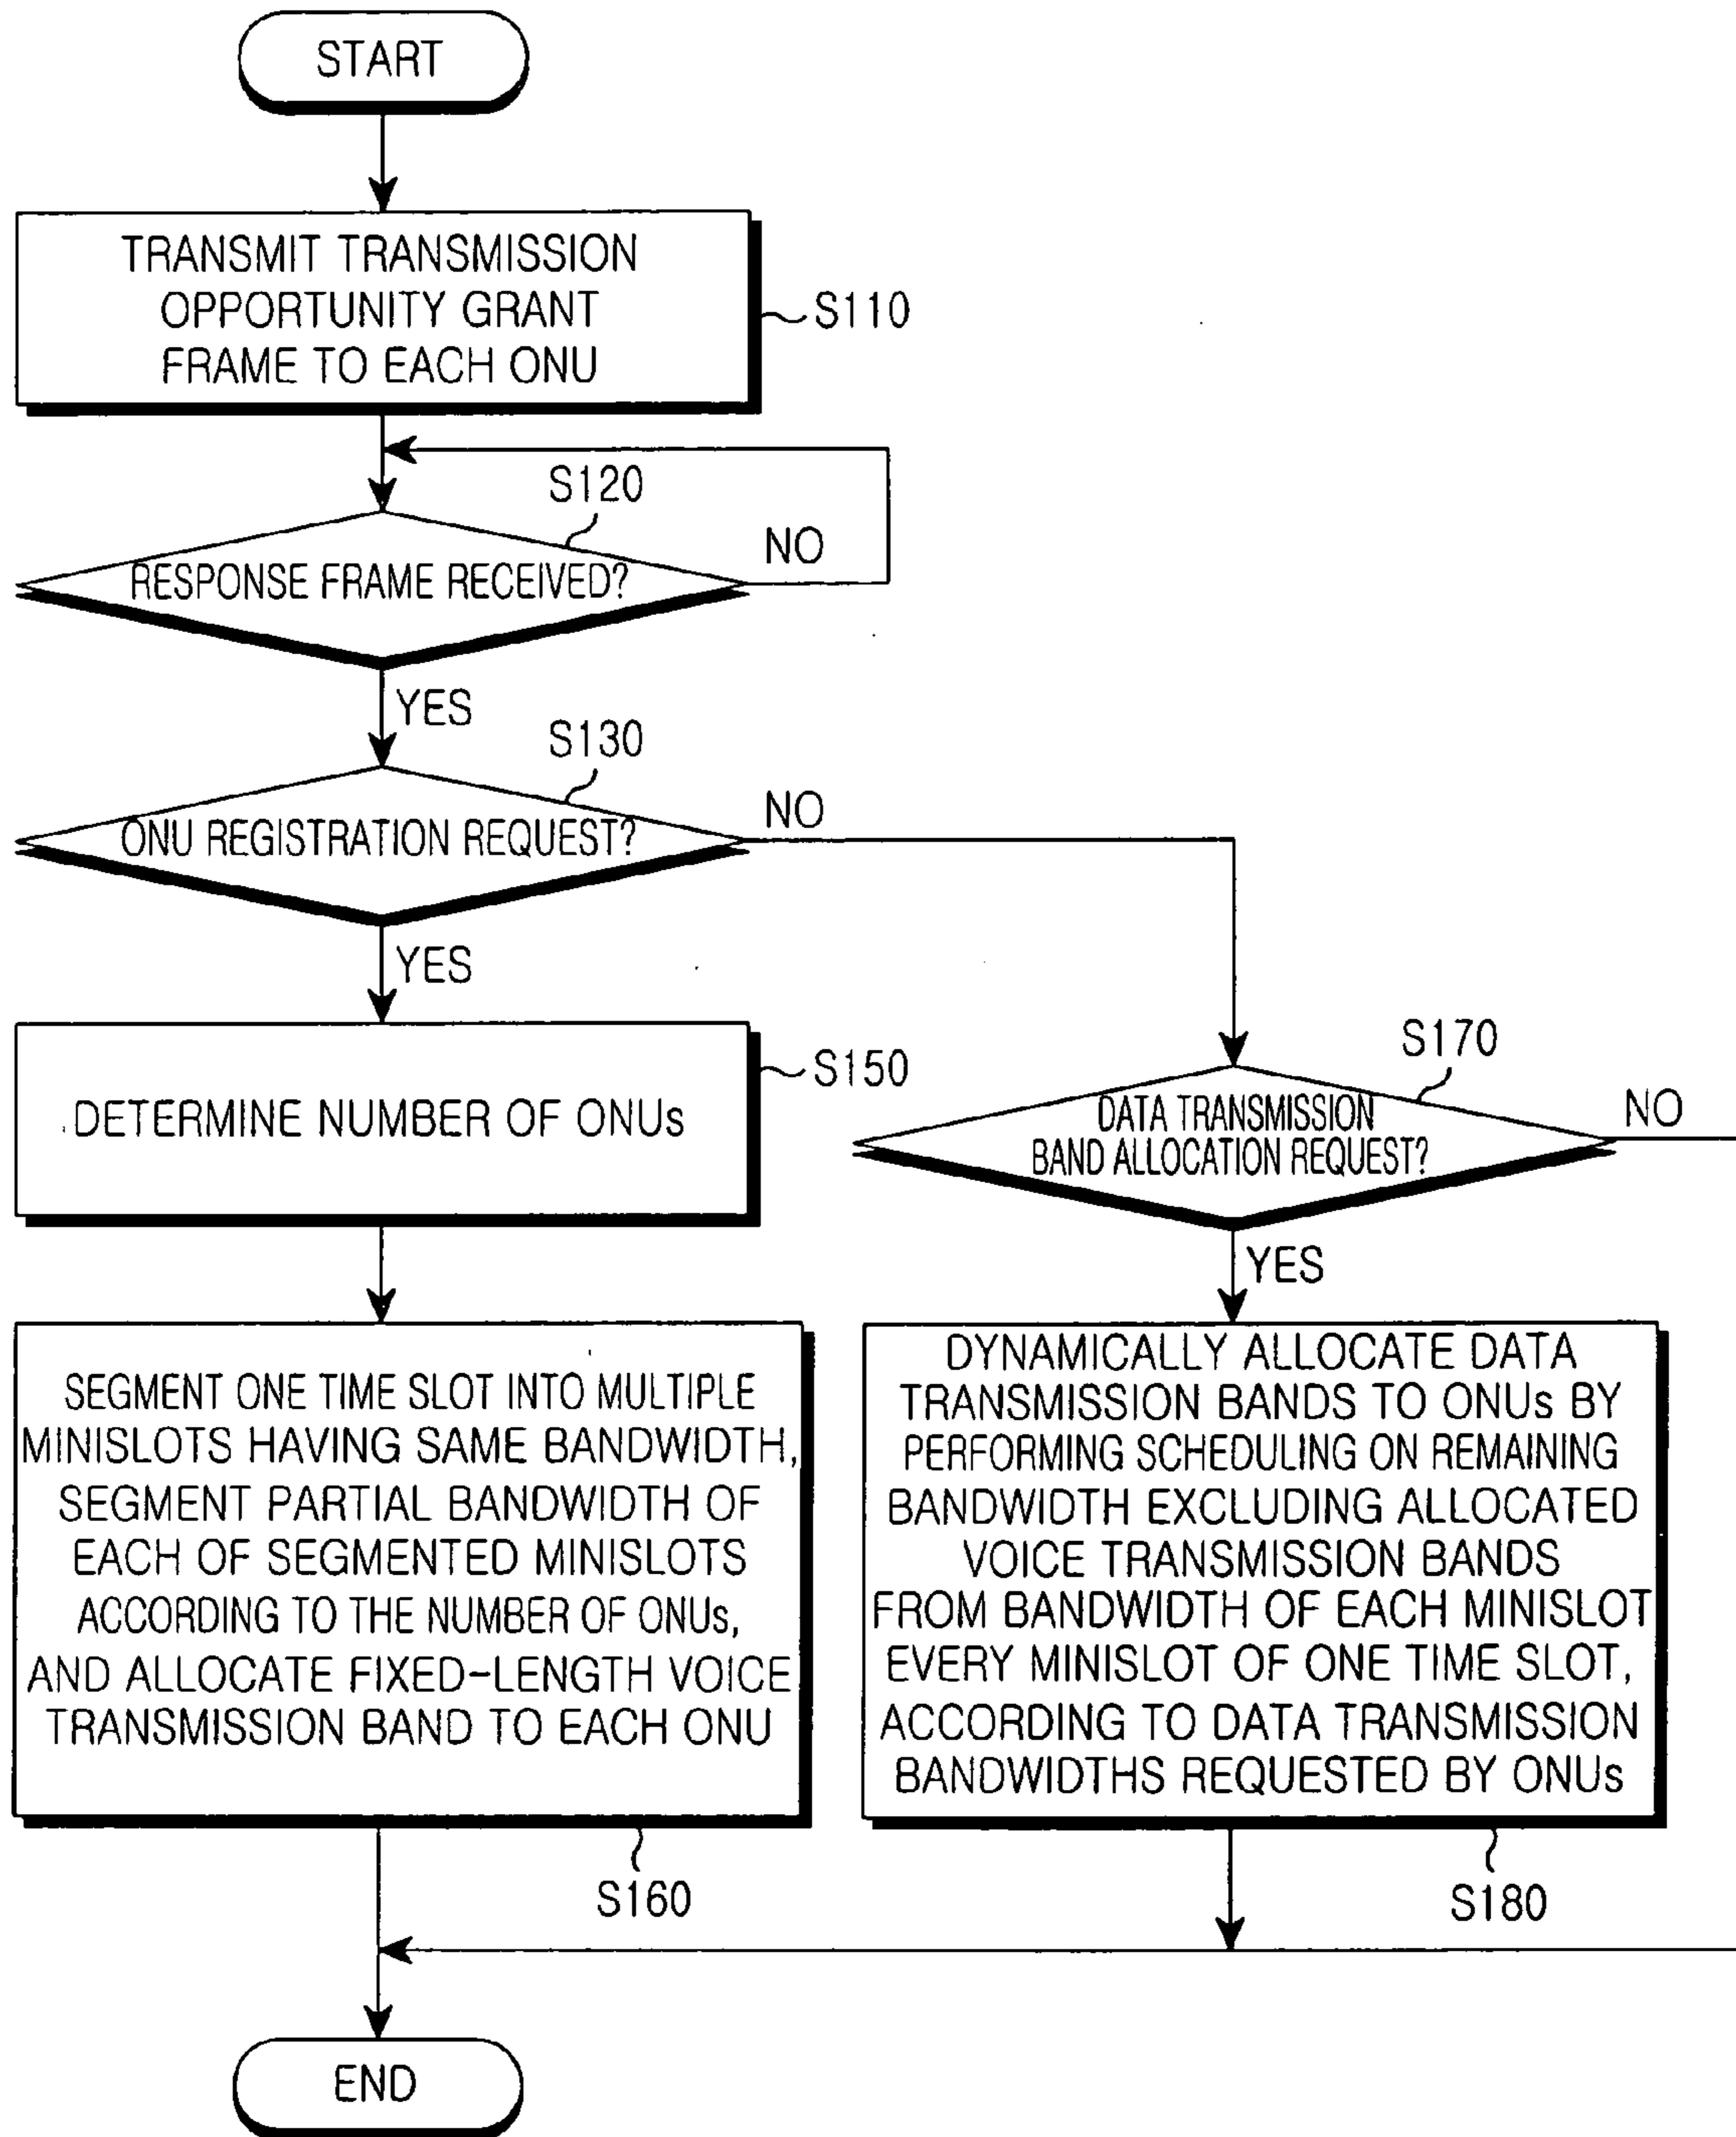 START
TRANSMIT TRANSMISSION
OPPORTUNITY GRANT
FRAME TO EACH ONU
S110
S120
NO
RESPONSE FRAME RECEIVED?
YES
S130
NO
ONU REGISTRATION REQUEST?
YES
S150
DETERMINE NUMBER OF ONUs
S170
NO
DATA TRANSMISSION
BAND ALLOCATION REQUEST?
YES
SEGMENT ONE TIME SLOT INTO MULTIPLE
MINISLOTS HAVING SAME BANDWIDTH,
SEGMENT PARTIAL BANDWIDTH OF
EACH OF SEGMENTED MINISLOTS
ACCORDING TO THE NUMBER OF ONUs,
AND ALLOCATE FIXED-LENGTH VOICE
TRANSMISSION BAND TO EACH ONU
S160
DYNAMICALLY ALLOCATE DATA
TRANSMISSION BANDS TO ONUs BY
PERFORMING SCHEDULING ON REMAINING
BANDWIDTH EXCLUDING ALLOCATED
VOICE TRANSMISSION BANDS
FROM BANDWIDTH OF EACH MINISLOT
EVERY MINISLOT OF ONE TIME SLOT,
ACCORDING TO DATA TRANSMISSION
BANDWIDTHS REQUESTED BY ONUs
S180
END